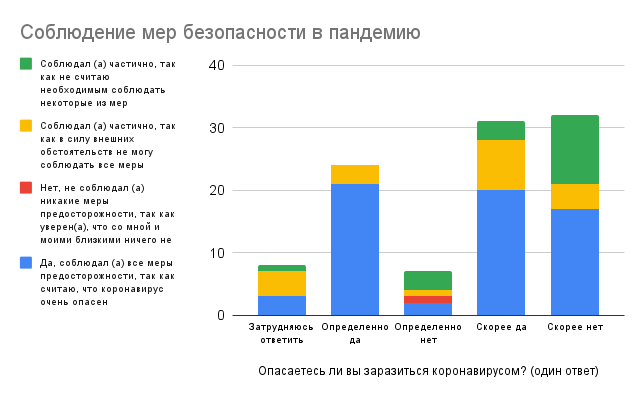 Соблюдение мер безопасности в пандемию
Соблюдал (а) частично, так
как не считаю
необходимым соблюдать
некоторые из мер
Соблюдал (а) частично, так
как в силу внешних
обстоятельств не могу
соблюдать все меры
Нет, не соблюдал (а)
никакие меры
предосторожности, так как
уверен(а), что со мной и
моими близкими ничего не
Да, соблюдал (а) все меры
предосторожности, так как
считаю, что коронавирус
очень опасен
40
30
20
10
0
Затрудняюсь
ответить
Определенно
да
Определенно
нет
Скорее да
Скорее нет
Опасаетесь ли вы заразиться коронавирусом? (один ответ)